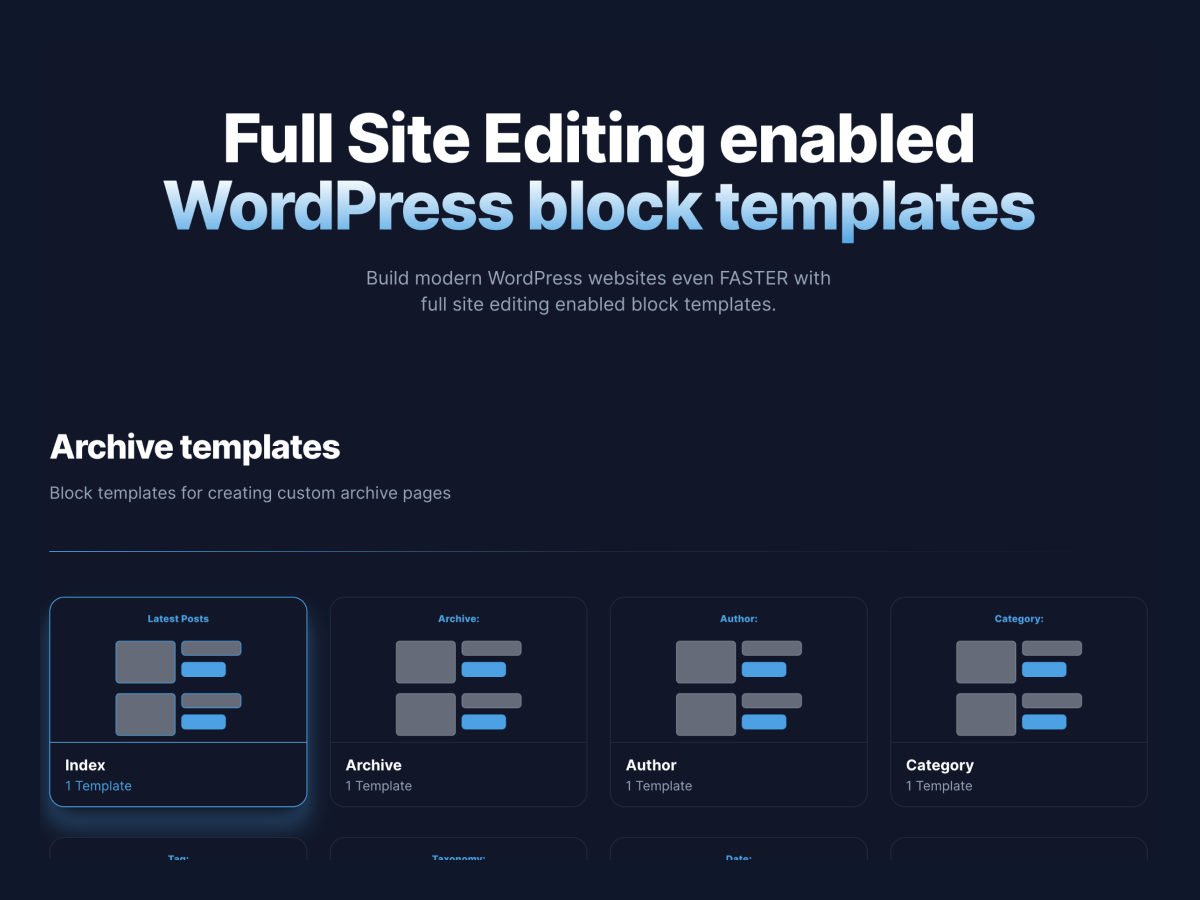 Full Site Editing enabled
WordPress block templates
Build modern WordPress websites even FASTER with
full site editing enabled block templates.
Archive templates
Block templates for creating custom archive pages
Latest Posts
Index
1 Template
Archive:
Archive
1 Template
Author:
Author
1 Template
Category:
Category
1 Template
Tag:
Taxonomy:
Date: